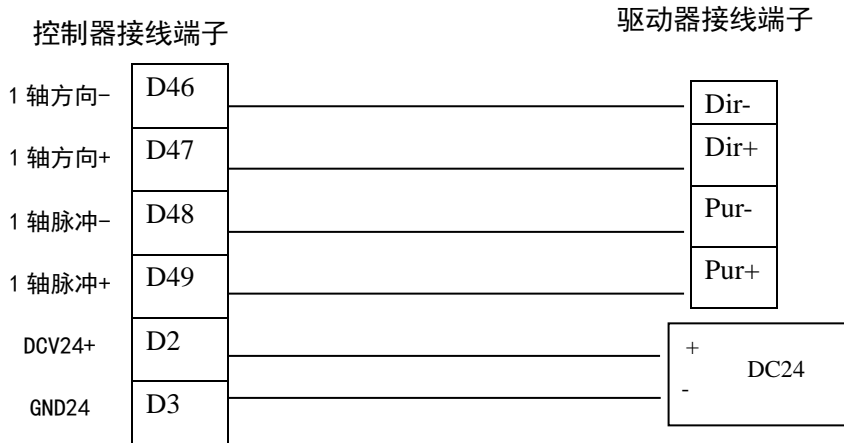 控制器接线端子
驱动器接线端子
1轴方向- D46 Dir-
1轴方向+ D47 Dir+
1轴脉冲- D48 Pur-
1轴脉冲+ D49 Pur+
DCV24+ D2 + DC24
GND24 D3 -